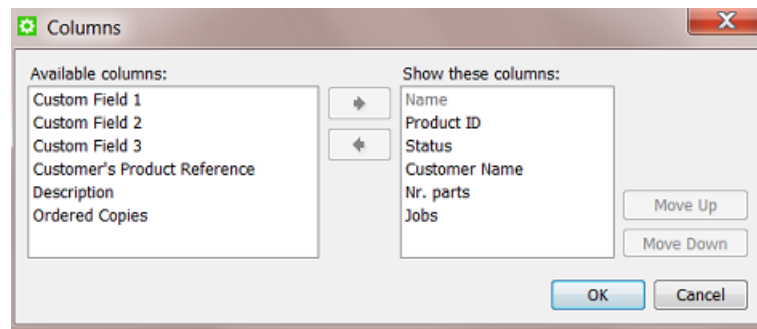 Columns
Available columns:
Custom Field 1
Custom Field 2
Custom Field 3
Customer's Product Reference
Description
Ordered Copies
Show these columns:
Name
Product ID
Status
Customer Name
Nr. parts
Jobs
Move Up
Move Down
OK
Cancel